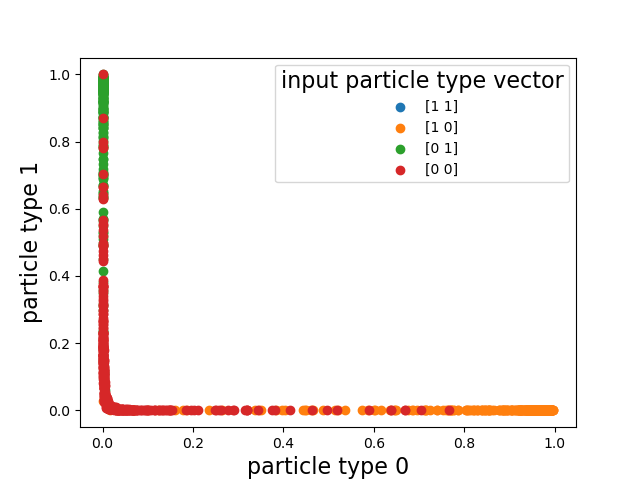 input particle type vector
[1 1]
[1 0]
[0 1]
[0 0]
particle type 1
1.0
0.8
0.6
0.4
0.2
0.0
0.0 0.2 0.4 0.6 0.8 1.0
particle type 0